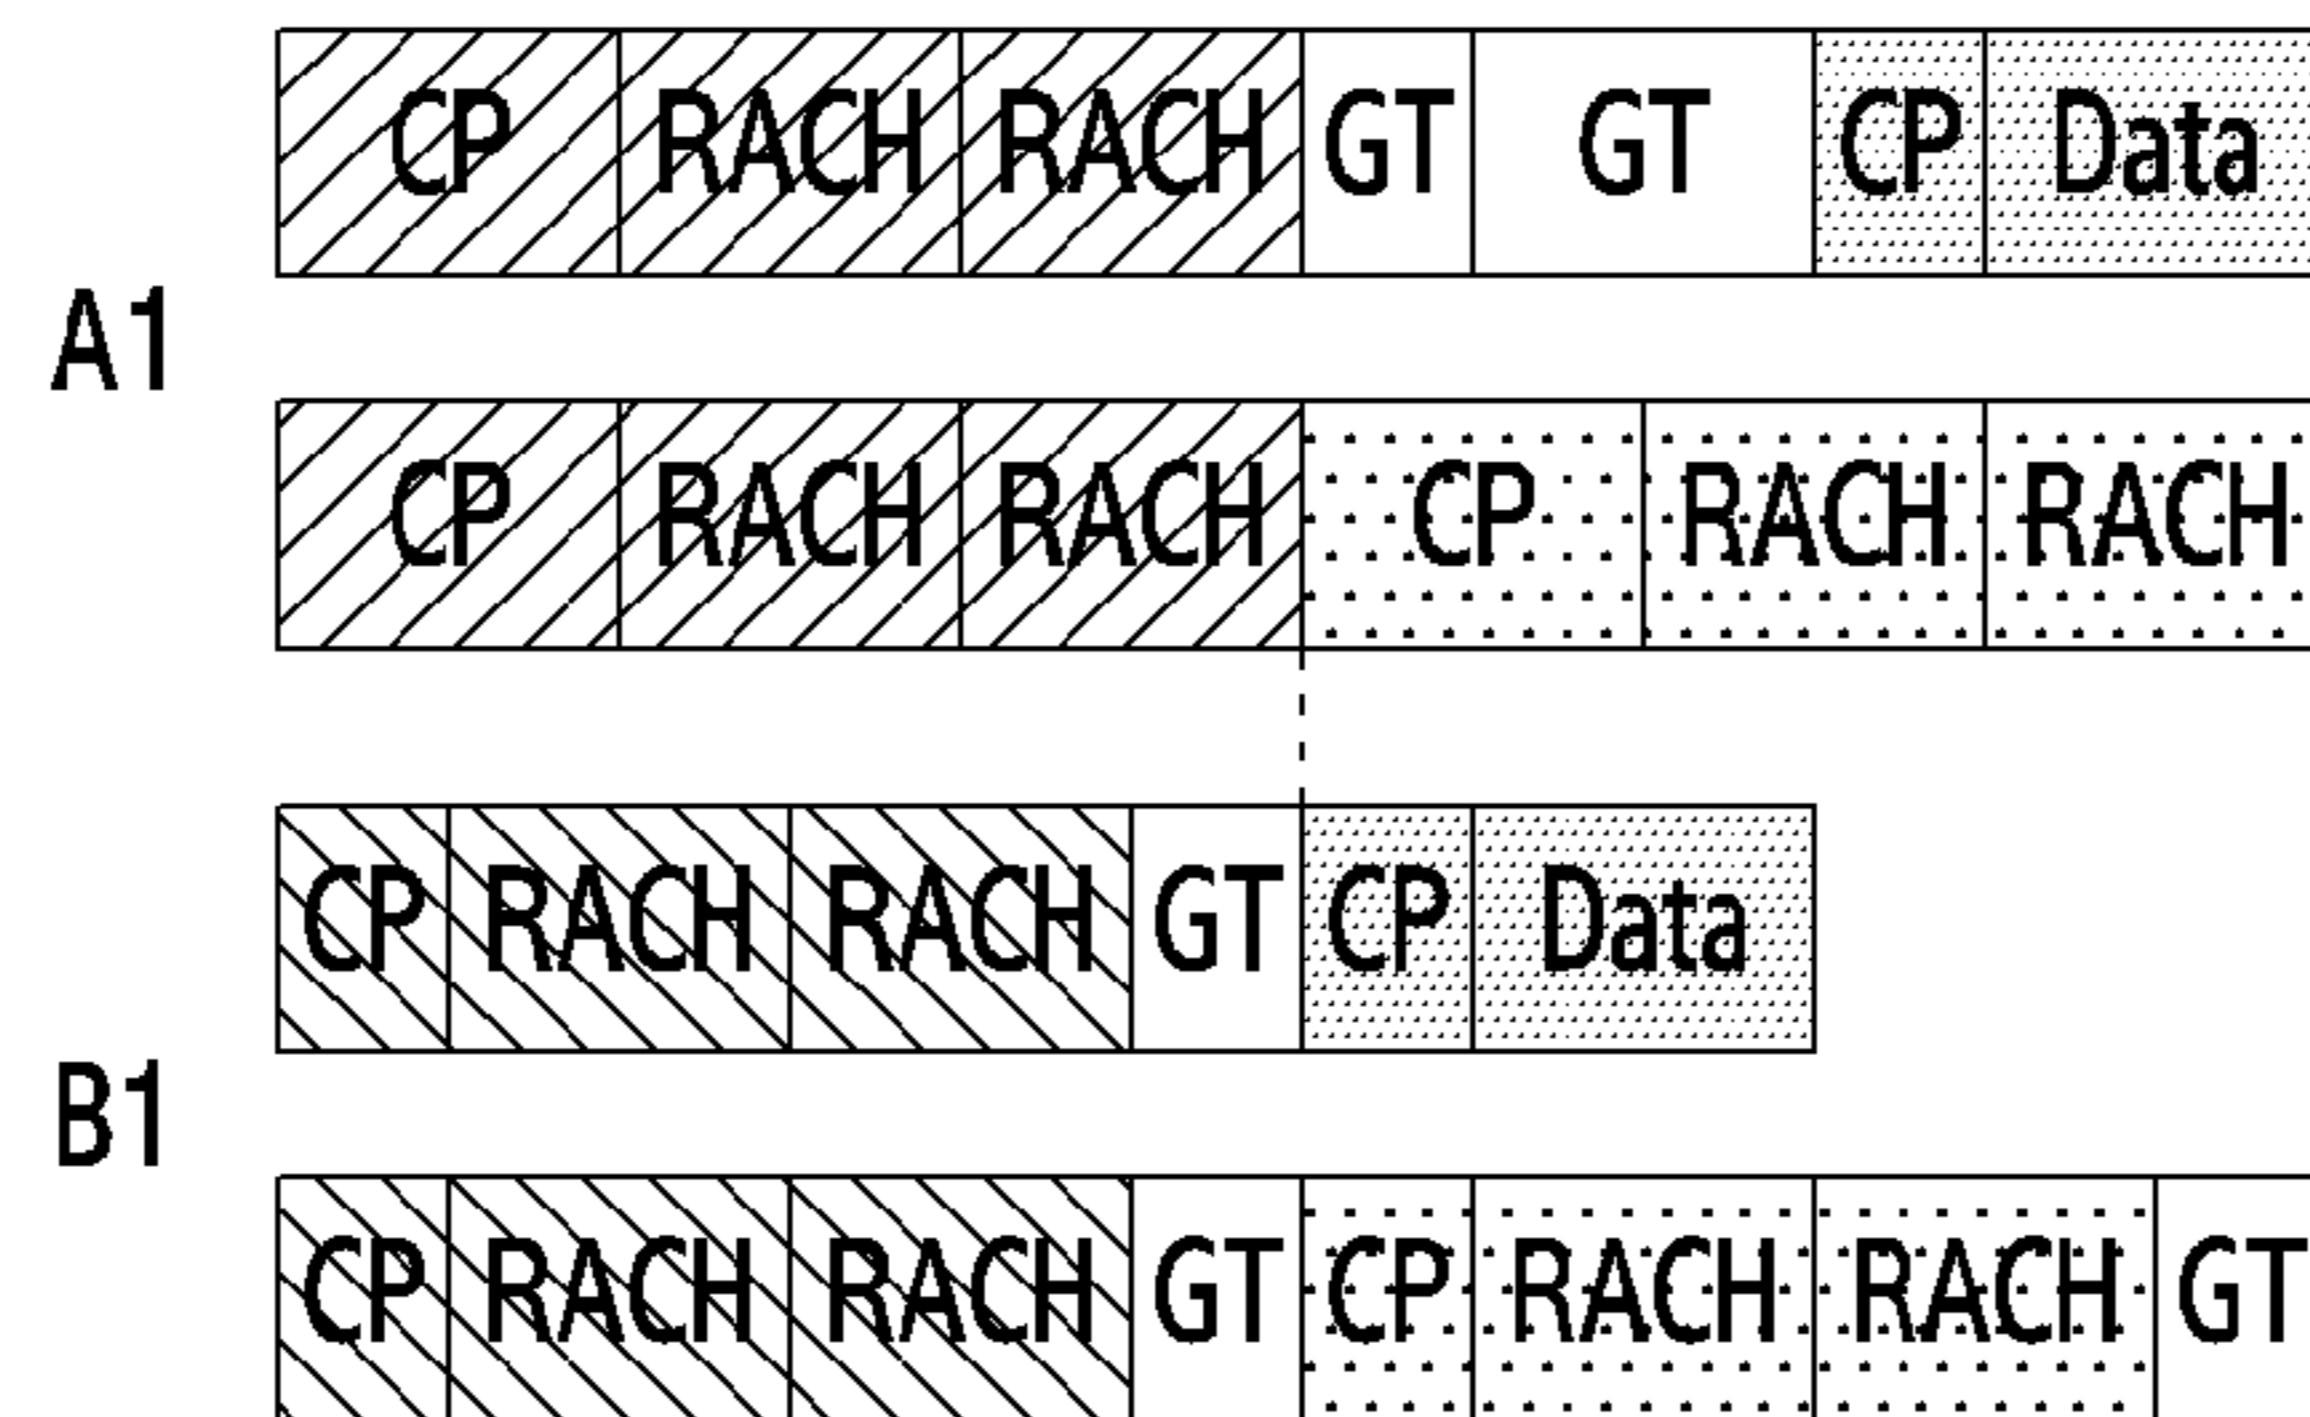 CP RACH RACH GT GT CP Data
A1
CP RACH RACH CP RACH RACH
CP RACH RACH GT CP Data
B1
CP RACH RACH GT CP RACH RACH GT